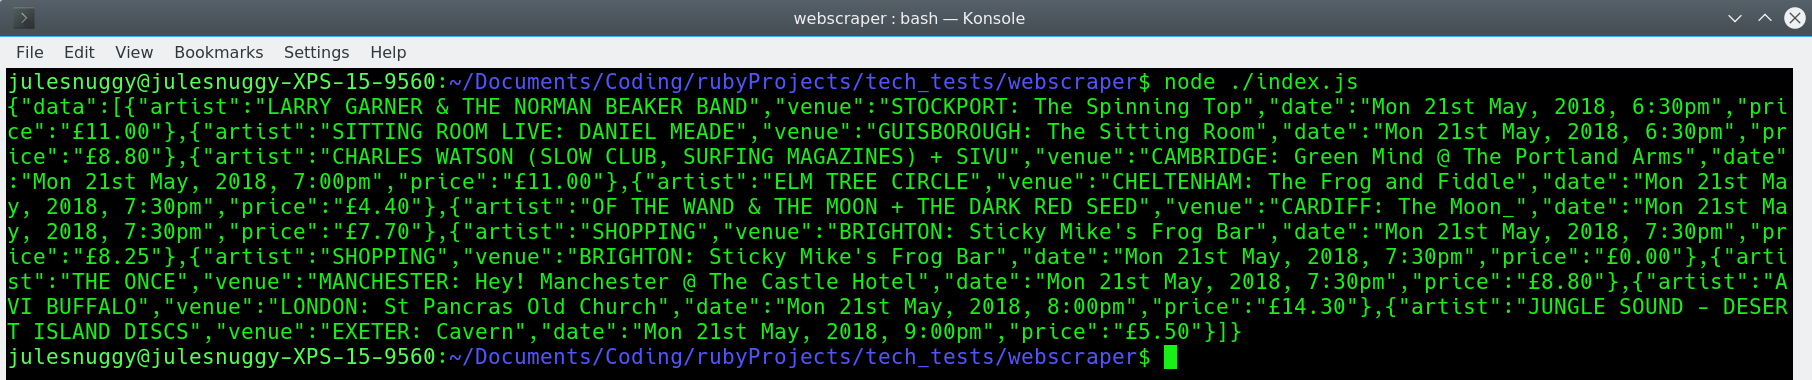 webscraper : bash — Konsole
File Edit View Bookmarks Settings Help
julesnuggy@julesnuggy-XPS-15-9560:~/Documents/Coding/rubyProjects/tech_tests/webscraper$ node ./index.js
{"data":[{"artist":"LARRY GARNER & THE NORMAN BEAKER BAND","venue":"STOCKPORT: The Spinning Top","date":"Mon 21st May, 2018, 6:30pm","pri
ce":"£11.00"},{"artist":"SITTING ROOM LIVE: DANIEL MEADE","venue":"GUISBOROUGH: The Sitting Room","date":"Mon 21st May, 2018, 6:30pm","pr
ice":"£8.80"},{"artist":"CHARLES WATSON (SLOW CLUB, SURFING MAGAZINES) + SIVU","venue":"CAMBRIDGE: Green Mind @ The Portland Arms","date"
:"Mon 21st May, 2018, 7:00pm","price":"£11.00"},{"artist":"ELM TREE CIRCLE","venue":"CHELTENHAM: The Frog and Fiddle","date":"Mon 21st Ma
y, 2018, 7:30pm","price":"£4.40"},{"artist":"OF THE WAND & THE MOON + THE DARK RED SEED","venue":"CARDIFF: The Moon_","date":"Mon 21st Ma
y, 2018, 7:30pm","price":"£7.70"},{"artist":"SHOPPING","venue":"BRIGHTON: Sticky Mike's Frog Bar","date":"Mon 21st May, 2018, 7:30pm","pr
ice":"£8.25"},{"artist":"SHOPPING","venue":"BRIGHTON: Sticky Mike's Frog Bar","date":"Mon 21st May, 2018, 7:30pm","price":"£0.00"},{"arti
st":"THE ONCE","venue":"MANCHESTER: Hey! Manchester @ The Castle Hotel","date":"Mon 21st May, 2018, 7:30pm","price":"£8.80"},{"artist":"A
VI BUFFALO","venue":"LONDON: St Pancras Old Church","date":"Mon 21st May, 2018, 8:00pm","price":"£14.30"},{"artist":"JUNGLE SOUND - DESER
T ISLAND DISCS","venue":"EXETER: Cavern","date":"Mon 21st May, 2018, 9:00pm","price":"£5.50"}]}
julesnuggy@julesnuggy-XPS-15-9560:~/Documents/Coding/rubyProjects/tech_tests/webscraper$